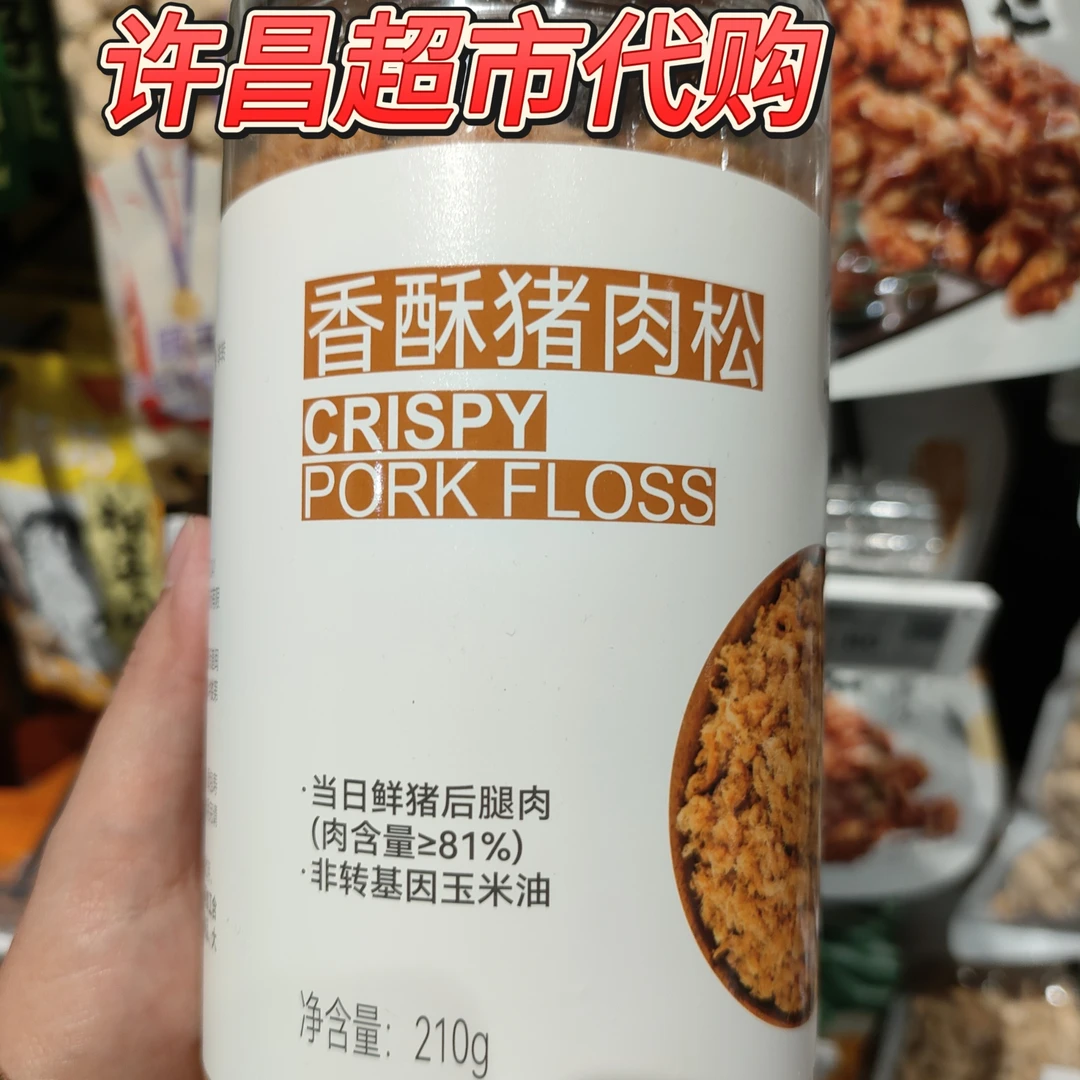 许昌超市代购
香酥猪肉松
CRISPY
PORK FLOSS
·当日鲜猪后腿肉
(肉含量≥81%)
·非转基因玉米油
净含量：210g